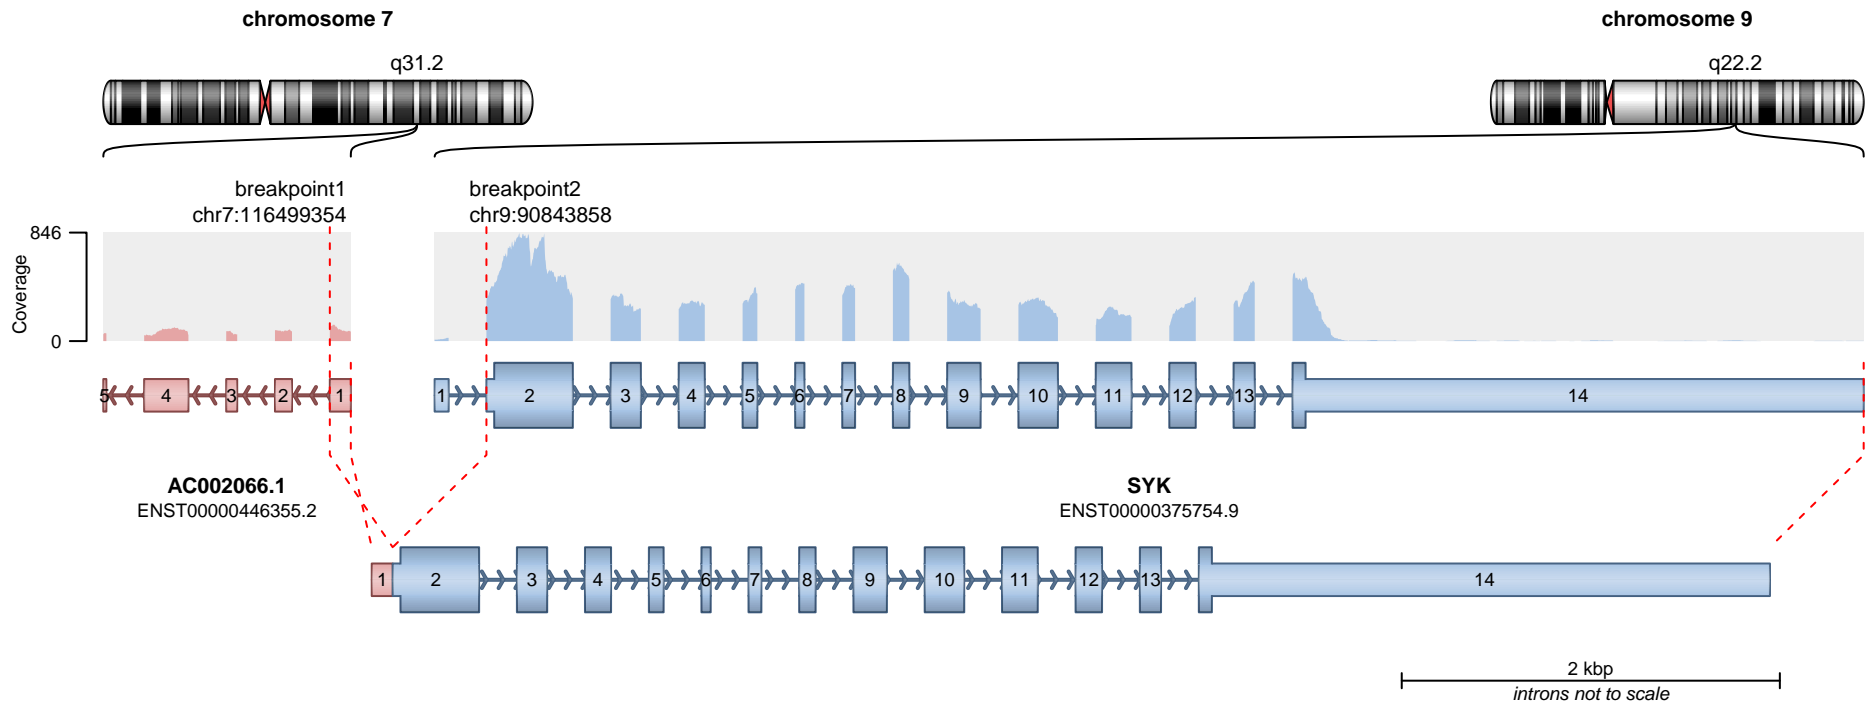 chromosome 7
chromosome 9
q31.2
q22.2
breakpoint1
chr7:116499354
breakpoint2
chr9:90843858
Coverage
846
0
5 4 3 2 1
1 2 3 4 5 6 7 8 9 10 11 12 13 14
AC002066.1
ENST00000446355.2
SYK
ENST00000375754.9
1 2 3 4 5 6 7 8 9 10 11 12 13 14
2 kbp
introns not to scale